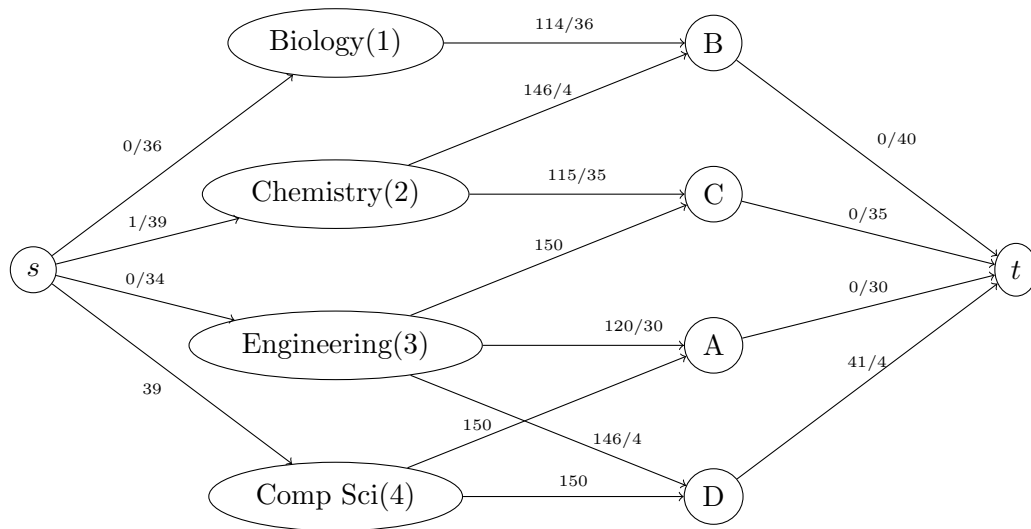 Biology(1)
114/36
B
146/4
0/36
0/40
Chemistry(2)
115/35
C
1/39
0/35
150
s
0/34
t
0/30
Engineering(3)
120/30
A
39
41/4
150
146/4
Comp Sci(4)
150
D